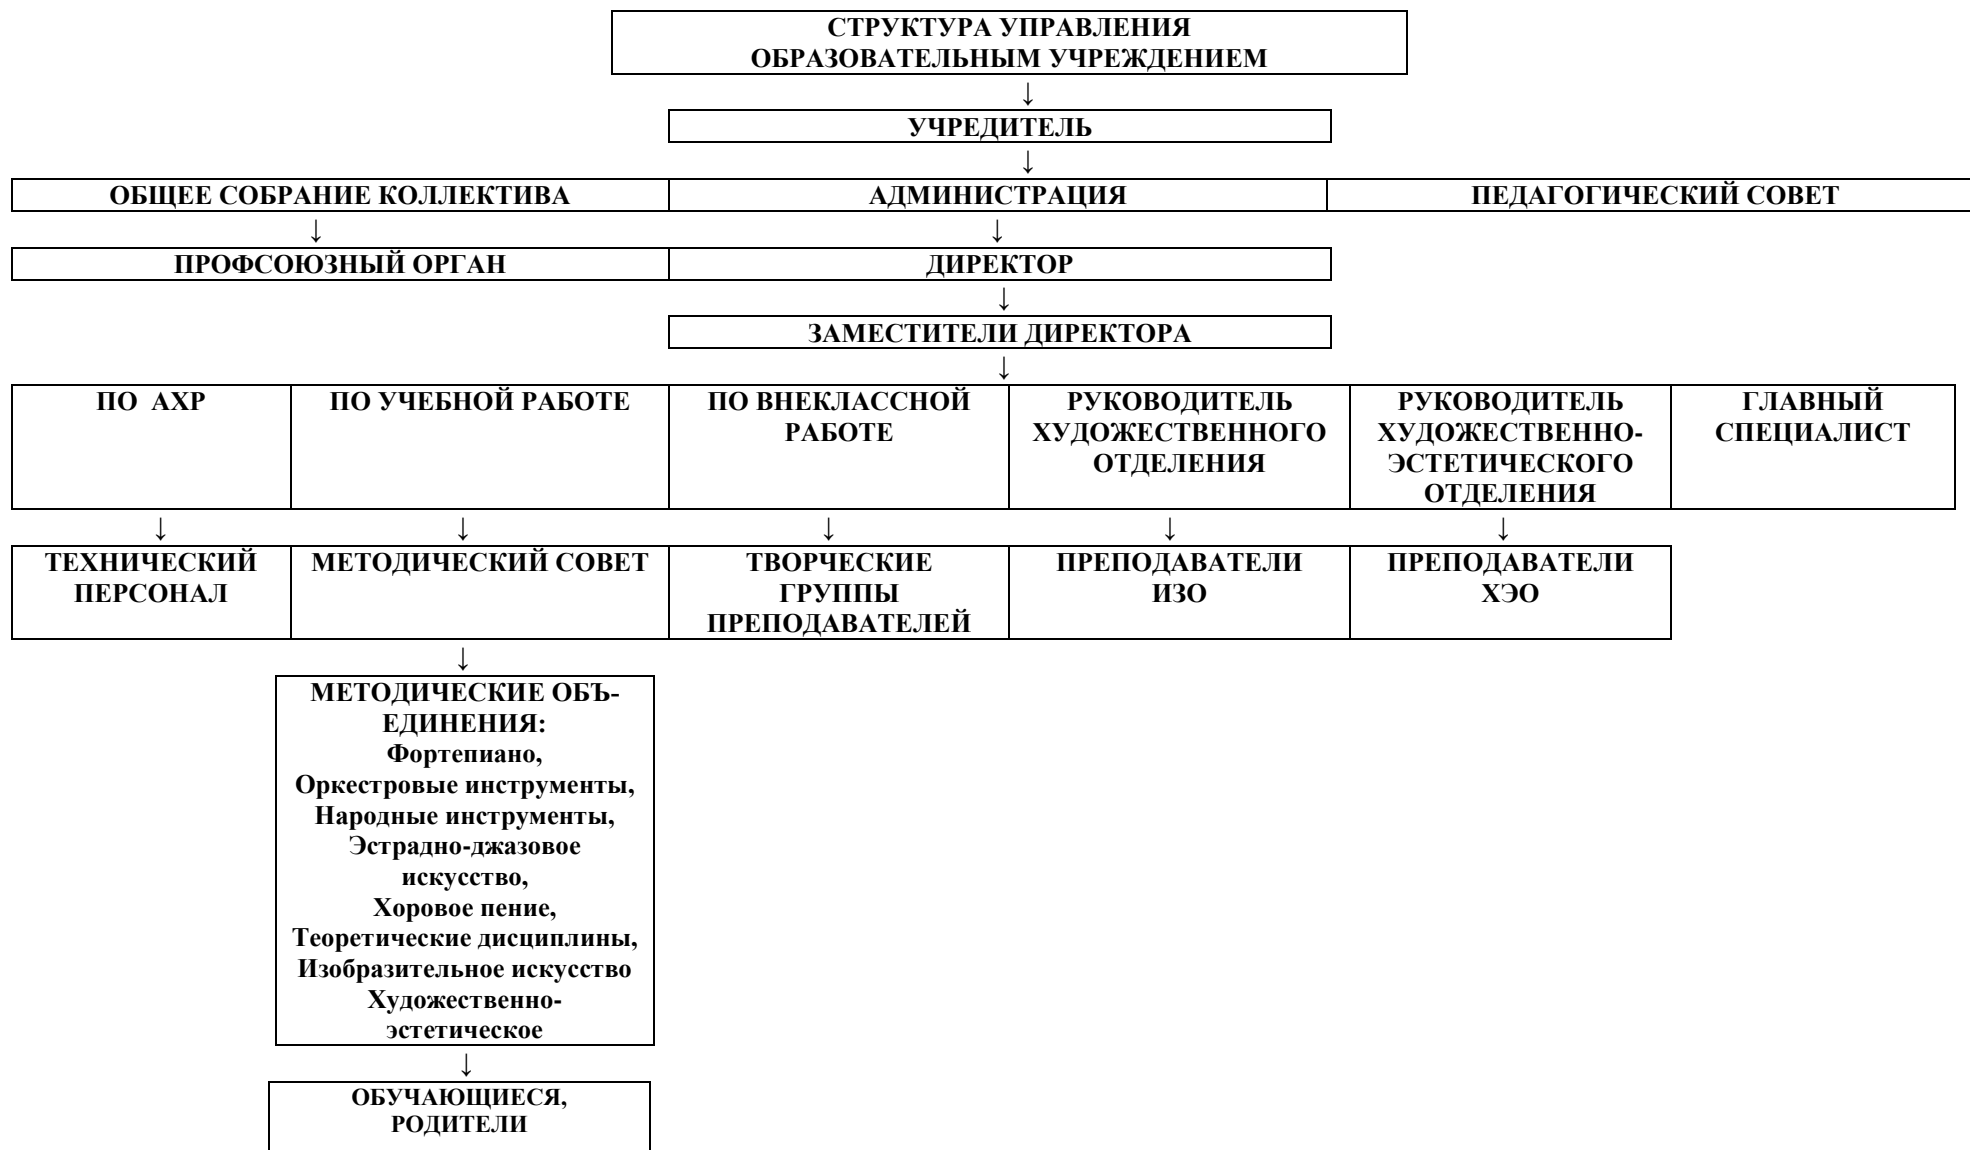 СТРУКТУРА УПРАВЛЕНИЯ
ОБРАЗОВАТЕЛЬНЫМ УЧРЕЖДЕНИЕМ
↓
УЧРЕДИТЕЛЬ
↓
ОБЩЕЕ СОБРАНИЕ КОЛЛЕКТИВА АДМИНИСТРАЦИЯ ПЕДАГОГИЧЕСКИЙ СОВЕТ
↓ ↓
ПРОФСОЮЗНЫЙ ОРГАН ДИРЕКТОР
↓
ЗАМЕСТИТЕЛИ ДИРЕКТОРА
↓
ПО АХР
ПО УЧЕБНОЙ РАБОТЕ
ПО ВНЕКЛАССНОЙ
РАБОТЕ
РУКОВОДИТЕЛЬ
ХУДОЖЕСТВЕННОГО
ОТДЕЛЕНИЯ
РУКОВОДИТЕЛЬ
ХУДОЖЕСТВЕННО-
ЭСТЕТИЧЕСКОГО
ОТДЕЛЕНИЯ
ГЛАВНЫЙ
СПЕЦИАЛИСТ
↓ ↓ ↓ ↓ ↓
ТЕХНИЧЕСКИЙ
ПЕРСОНАЛ
МЕТОДИЧЕСКИЙ СОВЕТ
ТВОРЧЕСКИЕ
ГРУППЫ
ПРЕПОДАВАТЕЛЕЙ
ПРЕПОДАВАТЕЛИ
ИЗО
ПРЕПОДАВАТЕЛИ
ХЭО
↓
МЕТОДИЧЕСКИЕ ОБЪ-
ЕДИНЕНИЯ:
Фортепиано,
Оркестровые инструменты,
Народные инструменты,
Эстрадно-джазовое
искусство,
Хоровое пение,
Теоретические дисциплины,
Изобразительное искусство
Художественно-
эстетическое
↓
ОБУЧАЮЩИЕСЯ,
РОДИТЕЛИ